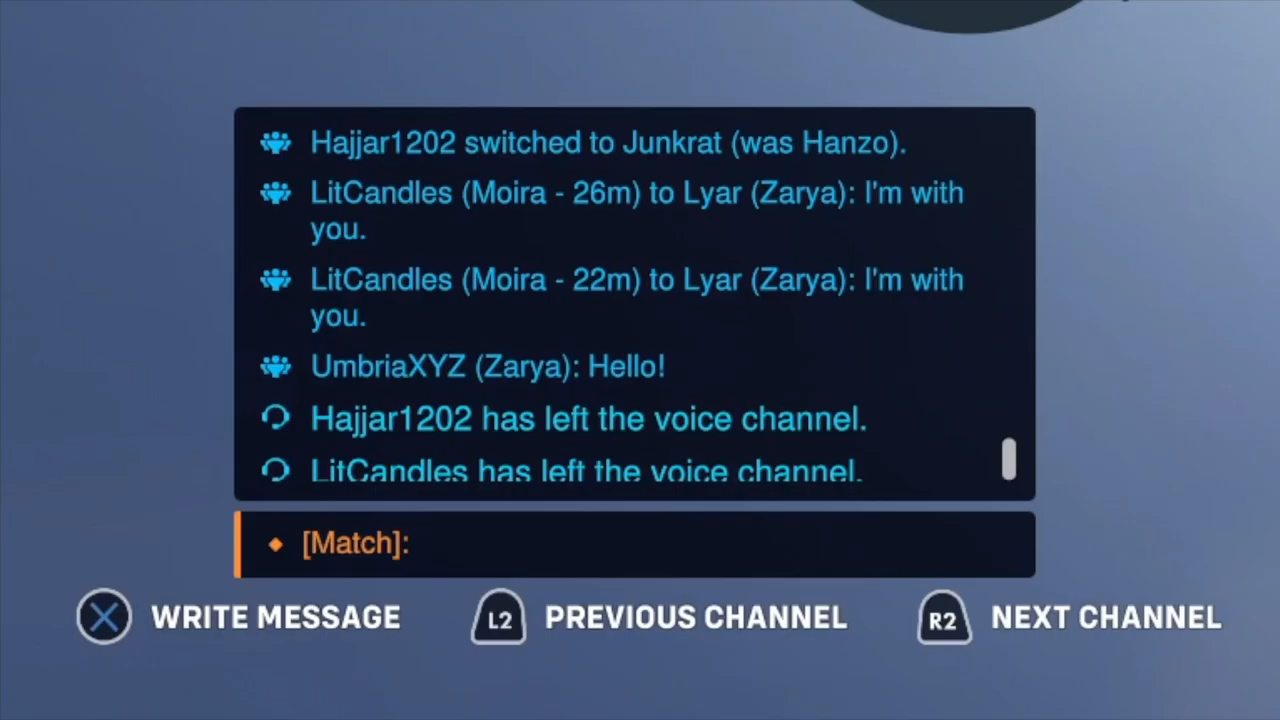 Hajjar1202 switched to Junkrat (was Hanzo).
LitCandles (Moira - 26m) to Lyar (Zarya): I'm with
you.
LitCandles (Moira - 22m) to Lyar (Zarya): I'm with
you.
UmbriaXYZ (Zarya): Hello!
Hajjar1202 has left the voice channel.
LitCandles has left the voice channel.
[Match]:
WRITE MESSAGE L2 PREVIOUS CHANNEL R2 NEXT CHANNEL